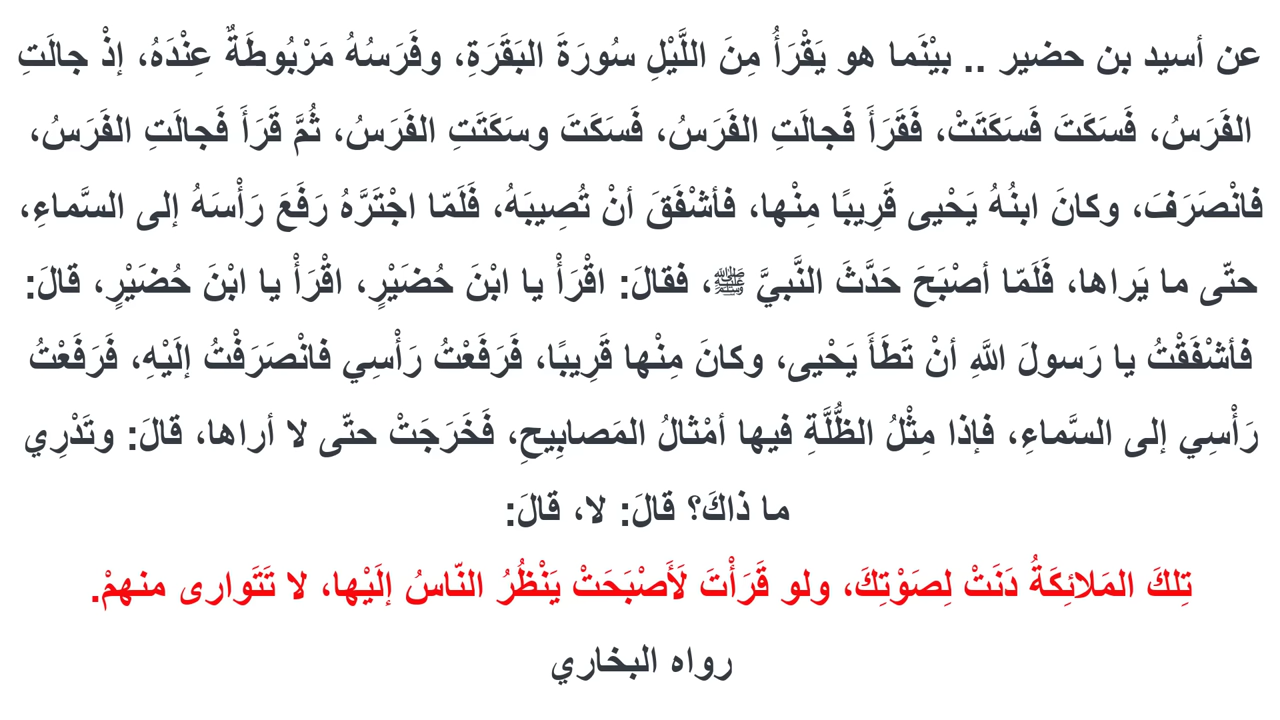 عن أسيد بن حضير .. بيْنَما هو يَقْرَأُ مِنَ اللَّيْلِ سُورَةَ البَقَرَةِ، وفَرَسُهُ مَرْبُوطَةٌ عِنْدَهُ، إذْ جالَتِ
الفَرَسُ، فَسَكَتَ فَسَكَتَتْ، فَقَرَأَ فَجالَتِ الفَرَسُ، فَسَكَتَ وسَكَتَتِ الفَرَسُ، ثُمَّ قَرَأَ فَجالَتِ الفَرَسُ،
فانْصَرَفَ، وكانَ ابنُهُ يَحْيى قَرِيبًا مِنْها، فأشْفَقَ أنْ تُصِيبَهُ، فَلَمّا اجْتَرَّهُ رَفَعَ رَأْسَهُ إلى السَّماءِ،
حتّى ما يَراها، فَلَمّا أصْبَحَ حَدَّثَ النَّبيَّ ﷺ، فقالَ: اقْرَأْ يا ابْنَ حُضَيْرٍ، اقْرَأْ يا ابْنَ حُضَيْرٍ، قالَ:
فأشْفَقْتُ يا رَسولَ اللَّهِ أنْ تَطَأَ يَحْيى، وكانَ مِنْها قَرِيبًا، فَرَفَعْتُ رَأْسِي فانْصَرَفْتُ إلَيْهِ، فَرَفَعْتُ
رَأْسِي إلى السَّماءِ، فإذا مِثْلُ الظُّلَّةِ فيها أمْثالُ المَصابِيحِ، فَخَرَجَتْ حتّى لا أراها، قالَ: وتَدْرِي
ما ذاكَ؟ قالَ: لا، قالَ:
تِلكَ المَلائِكَةُ دَنَتْ لِصَوْتِكَ، ولو قَرَأْتَ لَأَصْبَحَتْ يَنْظُرُ النّاسُ إلَيْها، لا تَتَوارى منهمْ.
رواه البخاري